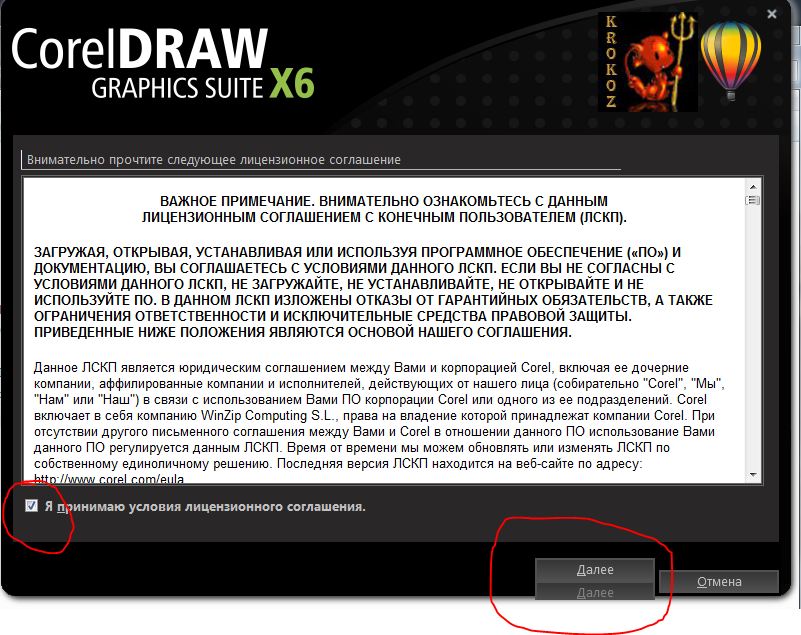 CorelDRAW
GRAPHICS SUITE X6
KROKOZ
Внимательно прочтите следующее лицензионное соглашение
ВАЖНОЕ ПРИМЕЧАНИЕ. ВНИМАТЕЛЬНО ОЗНАКОМЬТЕСЬ С ДАННЫМ
ЛИЦЕНЗИОННЫМ СОГЛАШЕНИЕМ С КОНЕЧНЫМ ПОЛЬЗОВАТЕЛЕМ (ЛСКП).
ЗАГРУЖАЯ, ОТКРЫВАЯ, УСТАНАВЛИВАЯ ИЛИ ИСПОЛЬЗУЯ ПРОГРАММНОЕ ОБЕСПЕЧЕНИЕ («ПО») И
ДОКУМЕНТАЦИЮ, ВЫ СОГЛАШАЕТЕСЬ С УСЛОВИЯМИ ДАННОГО ЛСКП. ЕСЛИ ВЫ НЕ СОГЛАСНЫ С
УСЛОВИЯМИ ДАННОГО ЛСКП, НЕ ЗАГРУЖАЙТЕ, НЕ УСТАНАВЛИВАЙТЕ, НЕ ОТКРЫВАЙТЕ И НЕ
ИСПОЛЬЗУЙТЕ ПО. В ДАННОМ ЛСКП ИЗЛОЖЕНЫ ОТКАЗЫ ОТ ГАРАНТИЙНЫХ ОБЯЗАТЕЛЬСТВ, А ТАКЖЕ
ОГРАНИЧЕНИЯ ОТВЕТСТВЕННОСТИ И ИСКЛЮЧИТЕЛЬНЫЕ СРЕДСТВА ПРАВОВОЙ ЗАЩИТЫ.
ПРИВЕДЕННЫЕ НИЖЕ ПОЛОЖЕНИЯ ЯВЛЯЮТСЯ ОСНОВОЙ НАШЕГО СОГЛАШЕНИЯ.
Данное ЛСКП является юридическим соглашением между Вами и корпорацией Corel, включая ее дочерние
компании, аффилированные компании и исполнителей, действующих от нашего лица (собирательно "Corel", "Мы",
"Нам" или "Наш") в связи с использованием Вами ПО корпорации Corel или одного из ее подразделений. Corel
включает в себя компанию WinZip Computing S.L., права на владение которой принадлежат компании Corel. При
отсутствии другого письменного соглашения между Вами и Corel в отношении данного ПО использование Вами
данного ПО регулируется данным ЛСКП. Время от времени мы можем обновлять или изменять ЛСКП по
собственному единоличному решению. Последняя версия ЛСКП находится на веб-сайте по адресу:
http://www.corel.com/eula
Я принимаю условия лицензионного соглашения.
Далее
Далее
Отмена